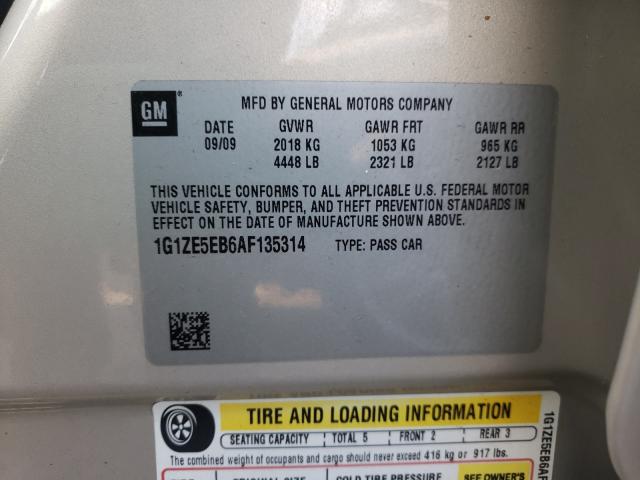 GM ®
MFD BY GENERAL MOTORS COMPANY
DATE GVWR GAWR FRT GAWR RR
09/09 2018 KG 1053 KG 965 KG
4448 LB 2321 LB 2127 LB
THIS VEHICLE CONFORMS TO ALL APPLICABLE U.S. FEDERAL MOTOR
VEHICLE SAFETY, BUMPER, AND THEFT PREVENTION STANDARDS IN
EFFECT ON THE DATE OF MANUFACTURE SHOWN ABOVE.
1G1ZE5EB6AF135314 TYPE: PASS CAR
TIRE AND LOADING INFORMATION
SEATING CAPACITY TOTAL 5 FRONT 2 REAR 3
The combined weight of occupants and cargo should never exceed 416 kg or 917 lbs.
TIRE ORIGINAL SIZE COLD TIRE PRESSURE SEE OWNER'S
1G1ZE5EB6AF